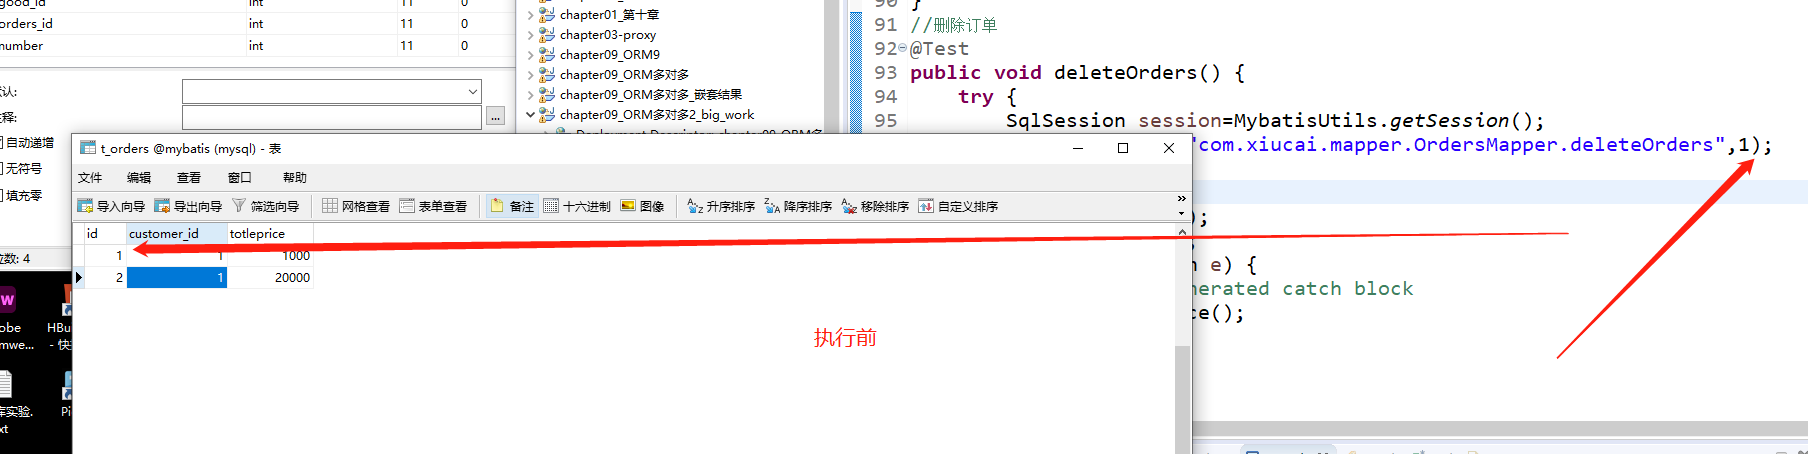 good_id int 11 0
orders_id int 11 0
number int 11 0
认:
释:
...
自动递增
无符号
填充零
数: 4
chapter01_第十章
chapter03-proxy
chapter09_ORM9
chapter09_ORM多对多
chapter09_ORM多对多_嵌套结果
chapter09_ORM多对多2_big_work
90 }
91 //删除订单
92 @Test
93 public void deleteOrders() {
94 try {
95 SqlSession session=MybatisUtils.getSession();
"com.xiucai.mapper.OrdersMapper.deleteOrders",1);
);
n e) {
nerated catch block
ce();
t_orders @mybatis (mysql) - 表
文件 编辑 查看 窗口 帮助
导入向导 导出向导 筛选向导 网格查看 表单查看 备注 十六进制 图像 升序排序 降序排序 移除排序 自定义排序
id customer_id totleprice
1 1 1000
2 1 20000
执行前
w
obe
mwe...
HBu
- 快
库实验.
xt
Pi